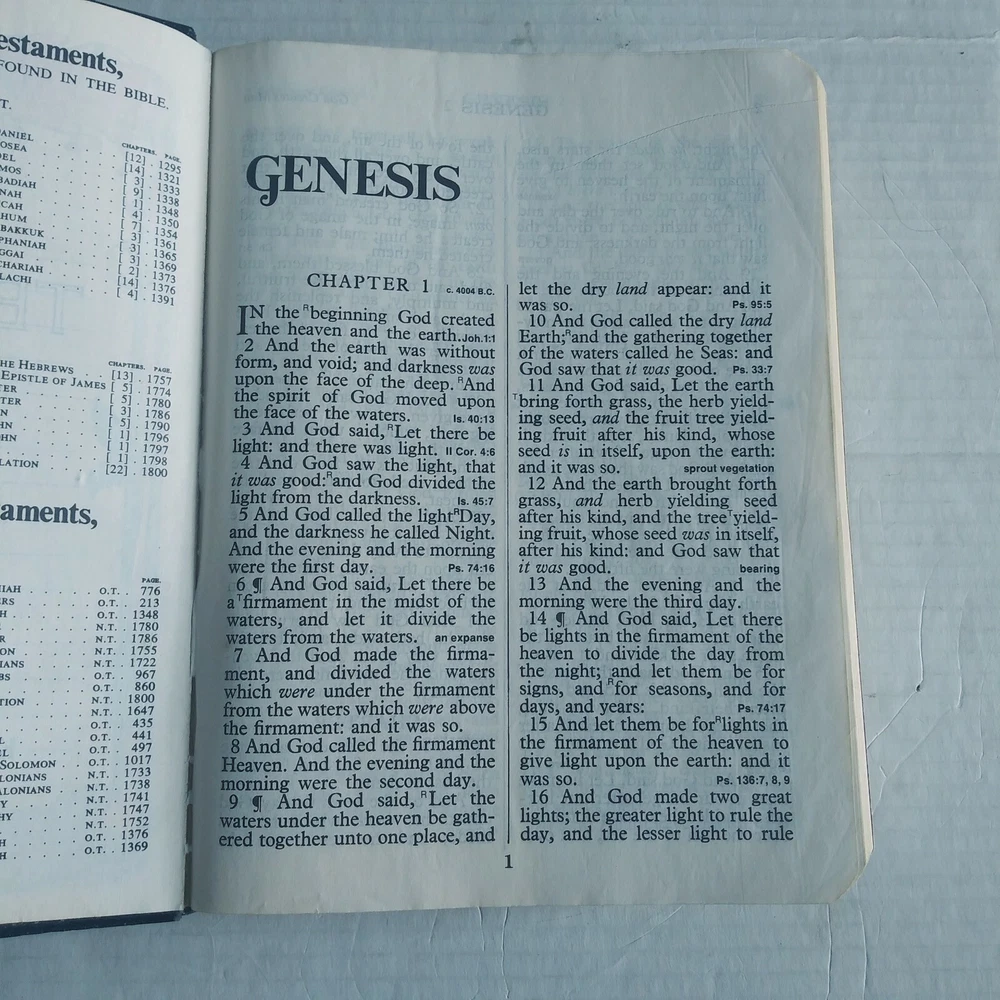 estaments,
FOUND IN THE BIBLE.
T.
CHAPTERS. PAGE.
ANIEL . . . . . [12] . 1295
OSEA . . . . . [14] . 1321
OEL . . . . . [ 3] . 1333
MOS . . . . . [ 9] . 1338
BADIAH . . . . . [ 1] . 1348
NAH . . . . . [ 4] . 1350
ICAH . . . . . [ 7] . 1354
HUM . . . . . [ 3] . 1361
BAKKUK . . . . . [ 3] . 1365
PHANIAH . . . . . [ 3] . 1369
GGAI . . . . . [ 2] . 1373
CHARIAH . . . . . [14] . 1376
LACHI . . . . . [ 4] . 1391
CHAPTERS. PAGE.
HE HEBREWS . . [13] . 1757
EPISTLE OF JAMES [ 5] . 1774
TER . . . . . [ 5] . 1780
ETER . . . . . [ 3] . 1786
N . . . . . [ 5] . 1790
HN . . . . . [ 1] . 1796
OHN . . . . . [ 1] . 1797
[ 1] . 1798
LATION . . . . . [22] . 1800
aments,
PAGE.
IAH . . . . . O.T. . 776
ERS . . . . . O.T. . 213
H . . . . . O.T. . 1348
E . . . . . N.T. . 1780
R . . . . . N.T. . 1786
ON . . . . . N.T. . 1755
IANS . . . . . N.T. . 1722
BS . . . . . O.T. . 967
. . . . . O.T. . 860
TION . . . . . N.T. . 1800
. . . . . N.T. . 1647
. . . . . O.T. . 435
L . . . . . O.T. . 441
EL . . . . . O.T. . 497
SOLOMON . . O.T. . 1017
LONIANS . . N.T. . 1733
ALONIANS . . N.T. . 1738
Y . . . . . N.T. . 1741
HY . . . . . N.T. . 1747
. . . . . N.T. . 1752
H . . . . . O.T. . 1376
H . . . . . O.T. . 1369
GENESIS
CHAPTER 1 c. 4004 B.C.
IN the ᴿbeginning God created
the heaven and the earth. Joh.1:1
2 And the earth was without
form, and void; and darkness was
upon the face of the deep. ᴿAnd
the spirit of God moved upon
the face of the waters. Is. 40:13
3 And God said, ᴿLet there be
light: and there was light. II Cor. 4:6
4 And God saw the light, that
it was good:ᴿand God divided the
light from the darkness. Is. 45:7
5 And God called the lightᴿDay,
and the darkness he called Night.
And the evening and the morning
were the first day. Ps. 74:16
6 ¶ And God said, Let there be
aᵀfirmament in the midst of the
waters, and let it divide the
waters from the waters. an expanse
7 And God made the firma-
ment, and divided the waters
which were under the firmament
from the waters which were above
the firmament: and it was so.
8 And God called the firmament
Heaven. And the evening and the
morning were the second day.
9 ¶ And God said, ᴿLet the
waters under the heaven be gath-
ered together unto one place, and
let the dry land appear: and it
was so. Ps. 95:5
10 And God called the dry land
Earth;ᴿand the gathering together
of the waters called he Seas: and
God saw that it was good. Ps. 33:7
11 And God said, Let the earth
ᵀbring forth grass, the herb yield-
ing seed, and the fruit tree yield-
ing fruit after his kind, whose
seed is in itself, upon the earth:
and it was so. sprout vegetation
12 And the earth brought forth
grass, and herb yielding seed
after his kind, and the treeᵀyield-
ing fruit, whose seed was in itself,
after his kind: and God saw that
it was good. bearing
13 And the evening and the
morning were the third day.
14 ¶ And God said, Let there
be lights in the firmament of the
heaven to divide the day from
the night; and let them be for
signs, and ᴿfor seasons, and for
days, and years: Ps. 74:17
15 And let them be forᴿlights in
the firmament of the heaven to
give light upon the earth: and it
was so. Ps. 136:7, 8, 9
16 And God made two great
lights; the greater light to rule the
day, and the lesser light to rule
1